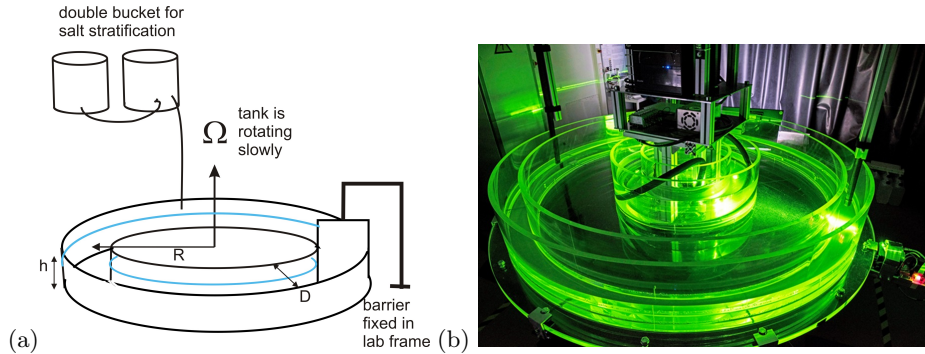 double bucket for
salt stratification
Ω
tank is
rotating
slowly
R
h
D
barrier
fixed in
lab frame
(a)
(b)